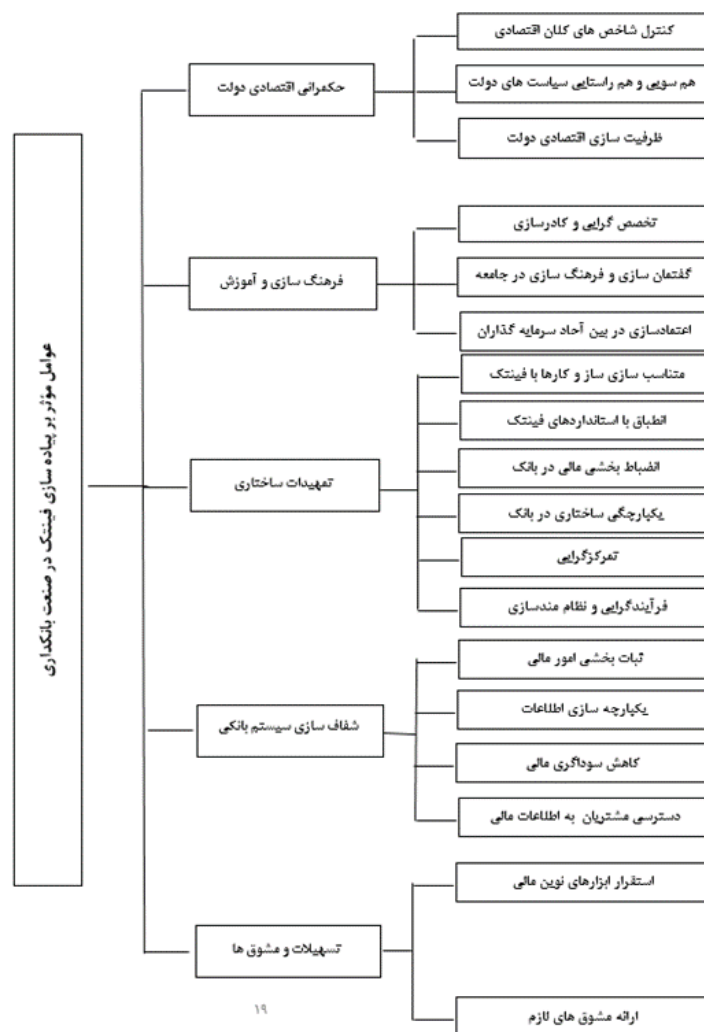 عوامل مؤثر بر پیاده سازی فینتک در صنعت بانکداری
حکمرانی اقتصادی دولت
کنترل شاخص های کلان اقتصادی
هم سویی و هم راستایی سیاست های دولت
ظرفیت سازی اقتصادی دولت
فرهنگ سازی و آموزش
تخصص گرایی و کادرسازی
گفتمان سازی و فرهنگ سازی در جامعه
اعتمادسازی در بین آحاد سرمایه گذاران
تمهیدات ساختاری
متناسب سازی ساز و کارها با فینتک
انطباق با استانداردهای فینتک
انضباط بخشی مالی در بانک
یکپارچگی ساختاری در بانک
تمرکزگرایی
فرآیندگرایی و نظام مندسازی
شفاف سازی سیستم بانکی
ثبات بخشی امور مالی
یکپارچه سازی اطلاعات
کاهش سوداگری مالی
دسترسی مشتریان به اطلاعات مالی
تسهیلات و مشوق ها
استقرار ابزارهای نوین مالی
ارائه مشوق های لازم
۱۹